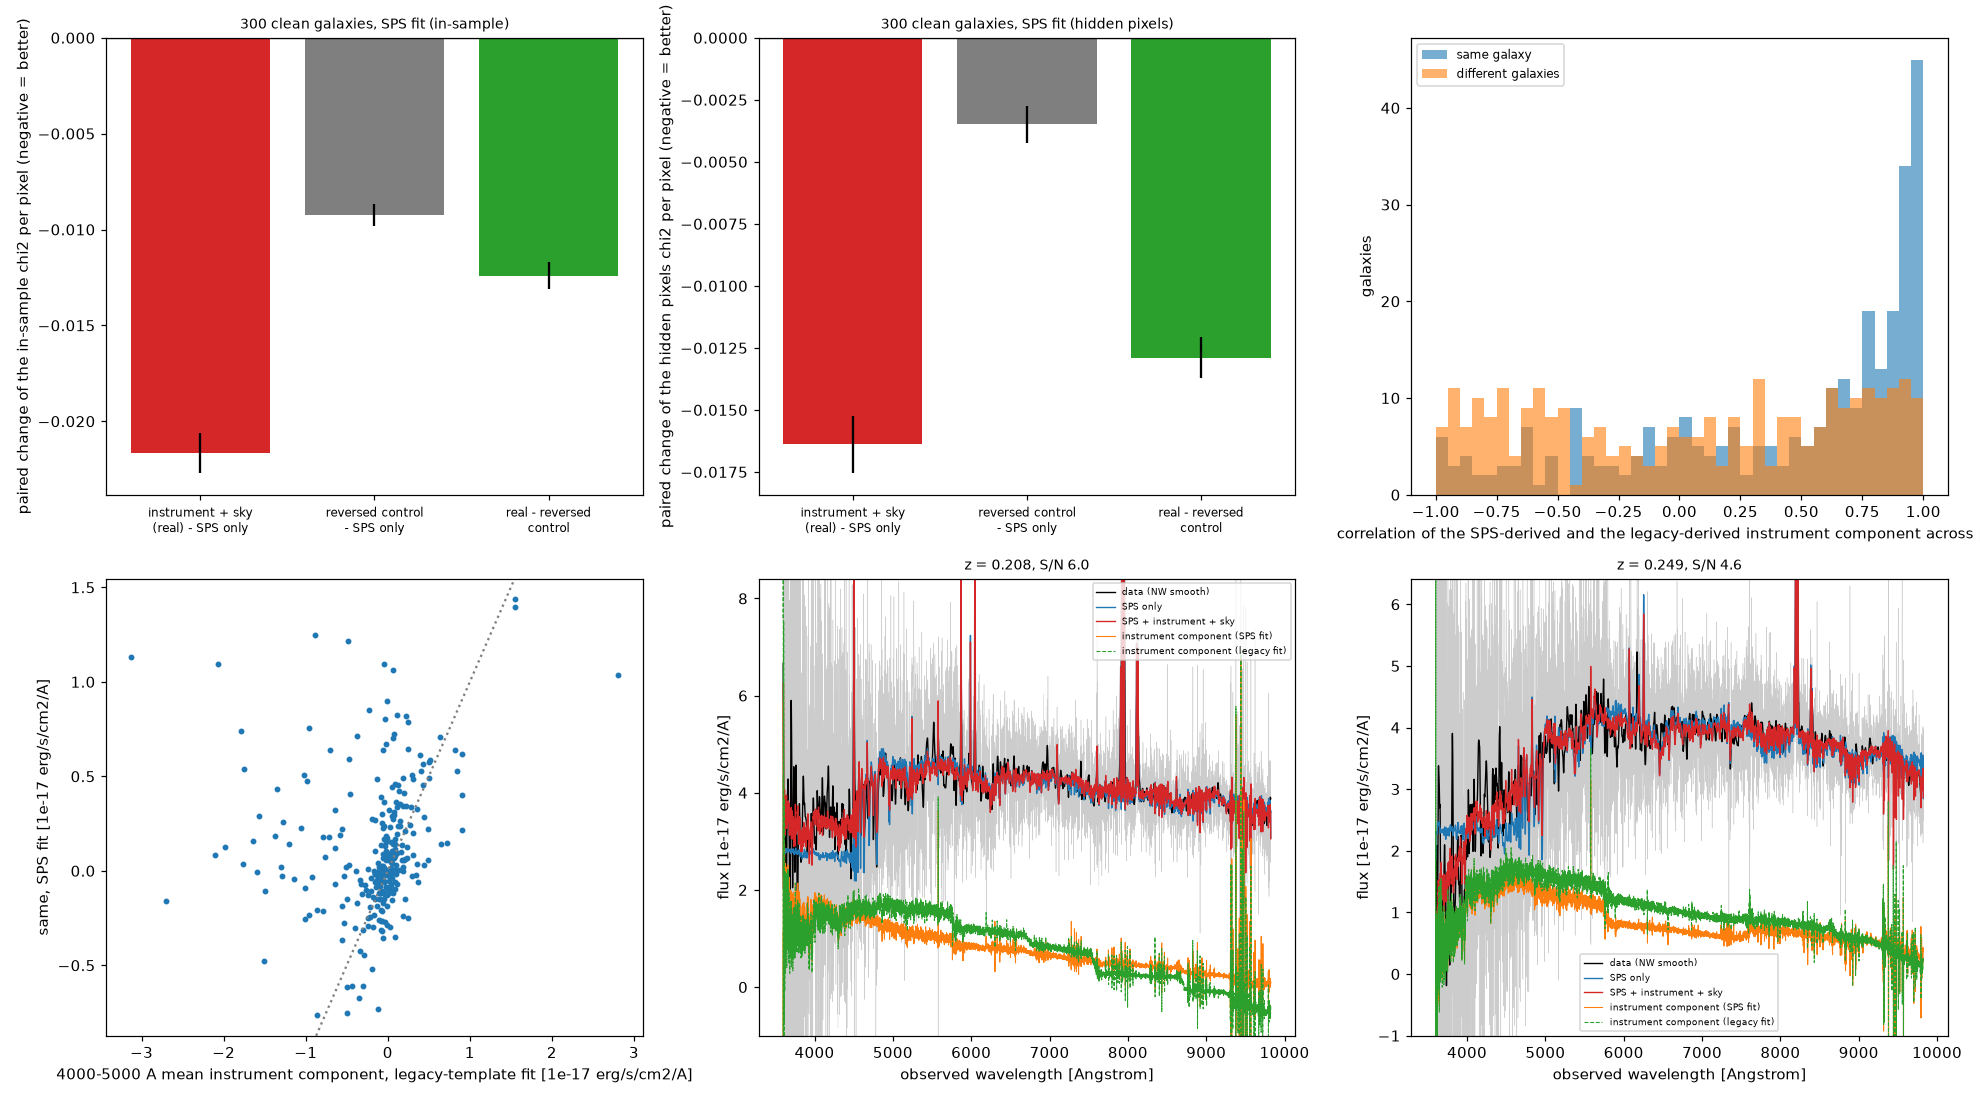 300 clean galaxies, SPS fit (in-sample)
paired change of the in-sample chi2 per pixel (negative = better)
0.000
−0.005
−0.010
−0.015
−0.020
instrument + sky
(real) - SPS only
reversed control
- SPS only
real - reversed
control
300 clean galaxies, SPS fit (hidden pixels)
paired change of the hidden pixels chi2 per pixel (negative = better)
0.0000
−0.0025
−0.0050
−0.0075
−0.0100
−0.0125
−0.0150
−0.0175
instrument + sky
(real) - SPS only
reversed control
- SPS only
real - reversed
control
same galaxy
different galaxies
galaxies
40
30
20
10
0
−1.00 −0.75 −0.50 −0.25 0.00 0.25 0.50 0.75 1.00
correlation of the SPS-derived and the legacy-derived instrument component across
same, SPS fit [1e-17 erg/s/cm2/A]
1.5
1.0
0.5
0.0
−0.5
−3 −2 −1 0 1 2 3
4000-5000 A mean instrument component, legacy-template fit [1e-17 erg/s/cm2/A]
z = 0.208, S/N 6.0
data (NW smooth)
SPS only
SPS + instrument + sky
instrument component (SPS fit)
instrument component (legacy fit)
flux [1e-17 erg/s/cm2/A]
8
6
4
2
0
4000 5000 6000 7000 8000 9000 10000
observed wavelength [Angstrom]
z = 0.249, S/N 4.6
flux [1e-17 erg/s/cm2/A]
6
5
4
3
2
1
0
−1
data (NW smooth)
SPS only
SPS + instrument + sky
instrument component (SPS fit)
instrument component (legacy fit)
4000 5000 6000 7000 8000 9000 10000
observed wavelength [Angstrom]